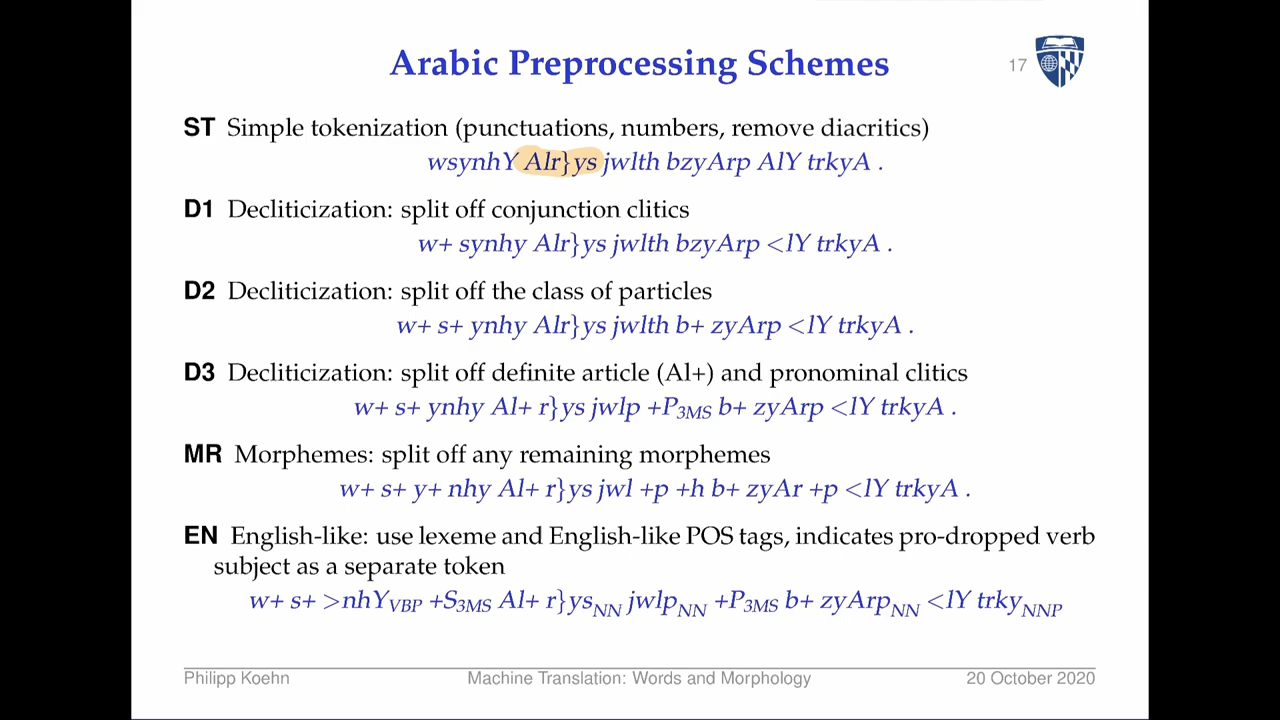 Arabic Preprocessing Schemes
17
ST Simple tokenization (punctuations, numbers, remove diacritics)
wsynhY Alr}ys jwlth bzyArp AlY trkyA .
D1 Decliticization: split off conjunction clitics
w+ synhy Alr}ys jwlth bzyArp <lY trkyA .
D2 Decliticization: split off the class of particles
w+ s+ ynhy Alr}ys jwlth b+ zyArp <lY trkyA .
D3 Decliticization: split off definite article (Al+) and pronominal clitics
w+ s+ ynhy Al+ r}ys jwlp +P3MS b+ zyArp <lY trkyA .
MR Morphemes: split off any remaining morphemes
w+ s+ y+ nhy Al+ r}ys jwl +p +h b+ zyAr +p <lY trkyA .
EN English-like: use lexeme and English-like POS tags, indicates pro-dropped verb
subject as a separate token
w+ s+ >nhYVBP +S3MS Al+ r}ysNN jwlpNN +P3MS b+ zyArpNN <lY trkyNNP
Philipp Koehn Machine Translation: Words and Morphology 20 October 2020